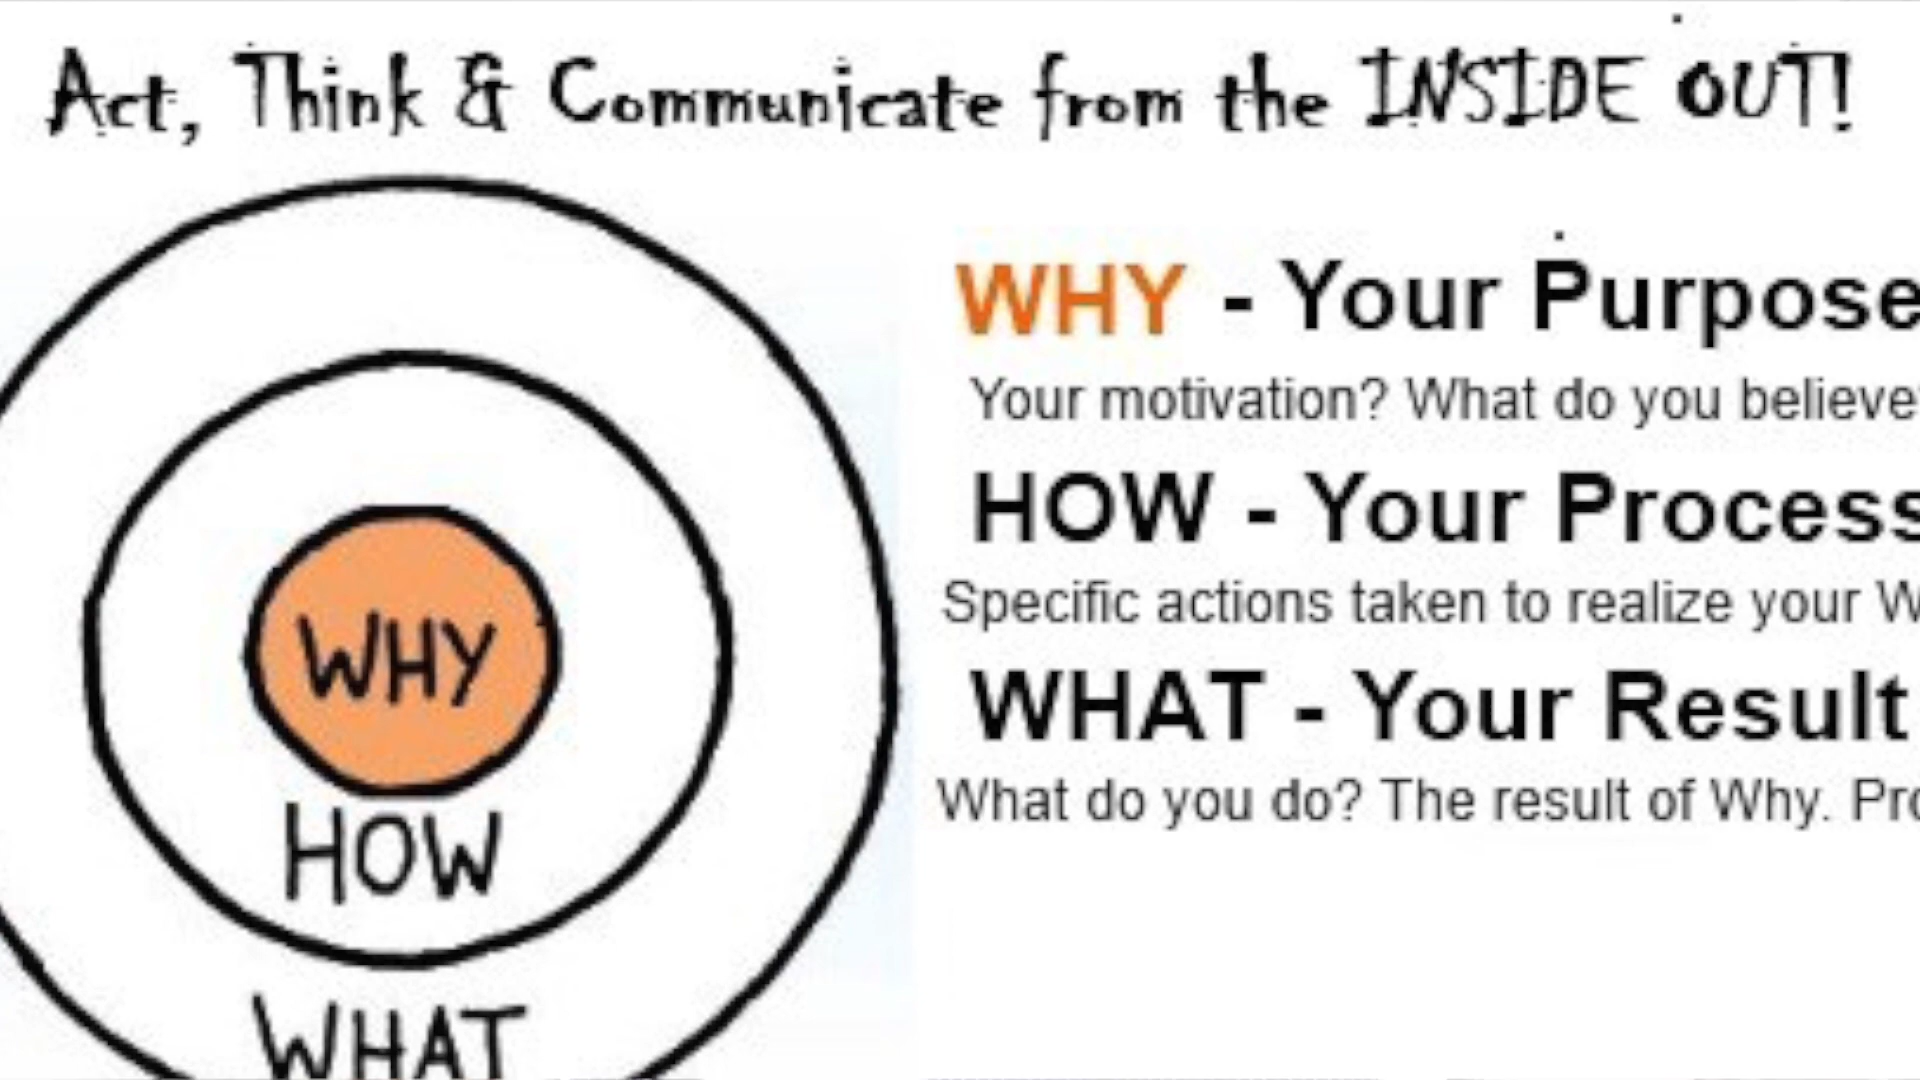 Act, Think & Communicate from the INSIDE OUT!
WHY
HOW
WHAT
WHY - Your Purpose
Your motivation? What do you believe
HOW - Your Process
Specific actions taken to realize your
WHAT - Your Result
What do you do? The result of Why.